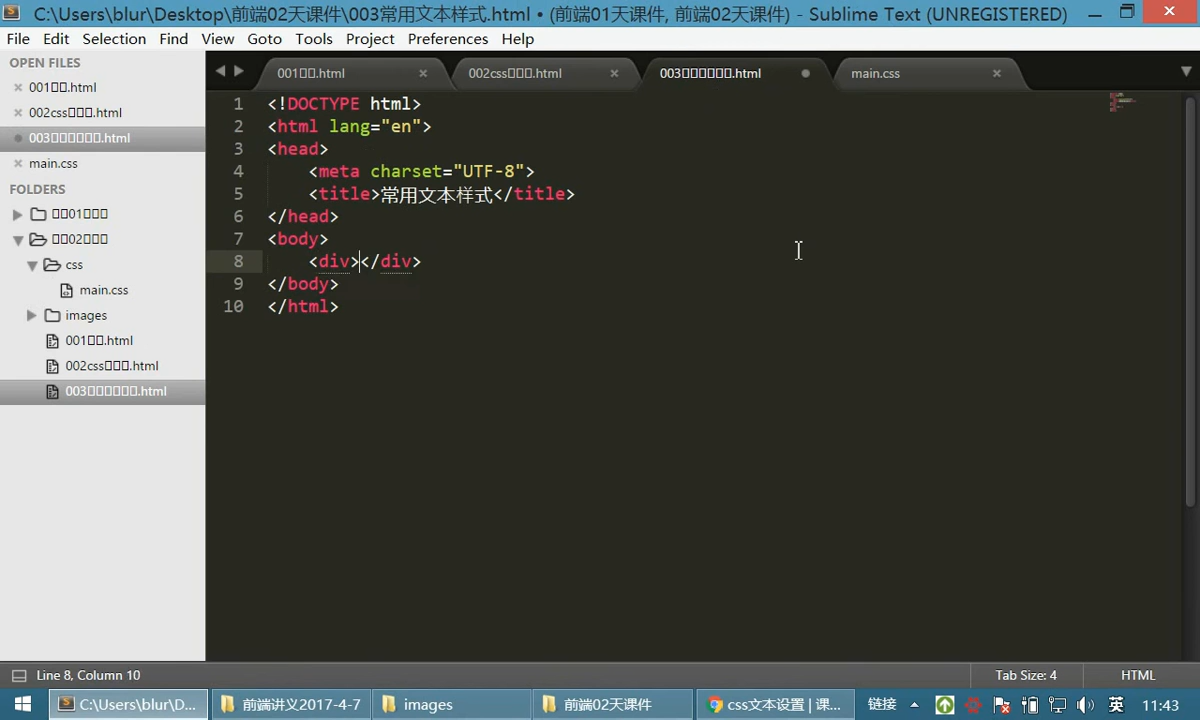 C:\Users\blur\Desktop\前端02天课件\003常用文本样式.html • (前端01天课件, 前端02天课件) - Sublime Text (UNREGISTERED)
File Edit Selection Find View Goto Tools Project Preferences Help
OPEN FILES
001▯▯.html
002css▯▯▯▯.html
003▯▯▯▯▯▯.html
main.css
FOLDERS
▯▯01▯▯▯
▯▯02▯▯▯
css
main.css
images
001▯▯.html
002css▯▯▯▯.html
003▯▯▯▯▯▯.html
001▯▯.html
002css▯▯▯▯.html
003▯▯▯▯▯▯.html
main.css
1 <!DOCTYPE html>
2 <html lang="en">
3 <head>
4 <meta charset="UTF-8">
5 <title>常用文本样式</title>
6 </head>
7 <body>
8 <div></div>
9 </body>
10 </html>
Line 8, Column 10
Tab Size: 4
HTML
C:\Users\blur\D...
前端讲义2017-4-7
images
前端02天课件
css文本设置 | 课...
链接
英
11:43